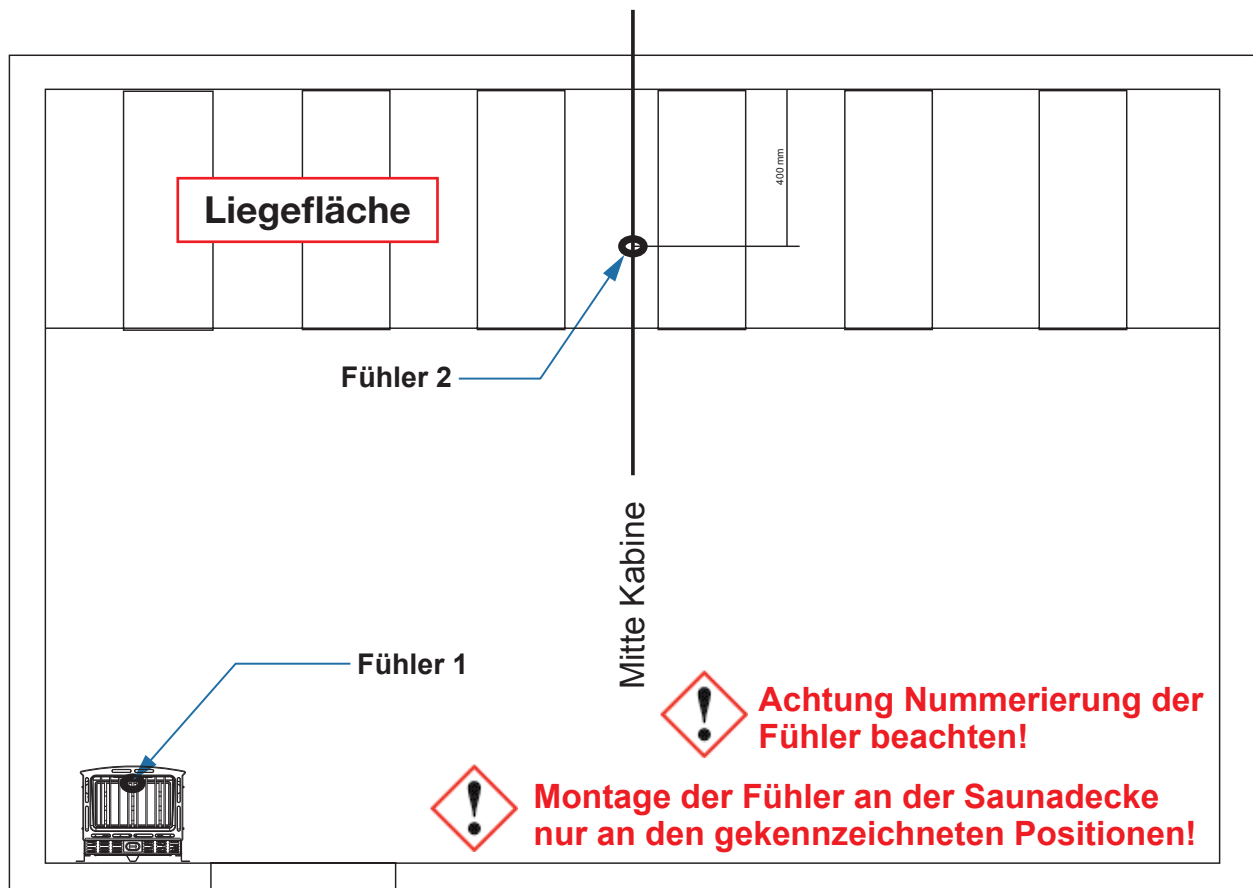 400 mm
Liegefläche
Fühler 2
Mitte Kabine
Fühler 1
Achtung Nummerierung der
Fühler beachten!
Montage der Fühler an der Saunadecke
nur an den gekennzeichneten Positionen!